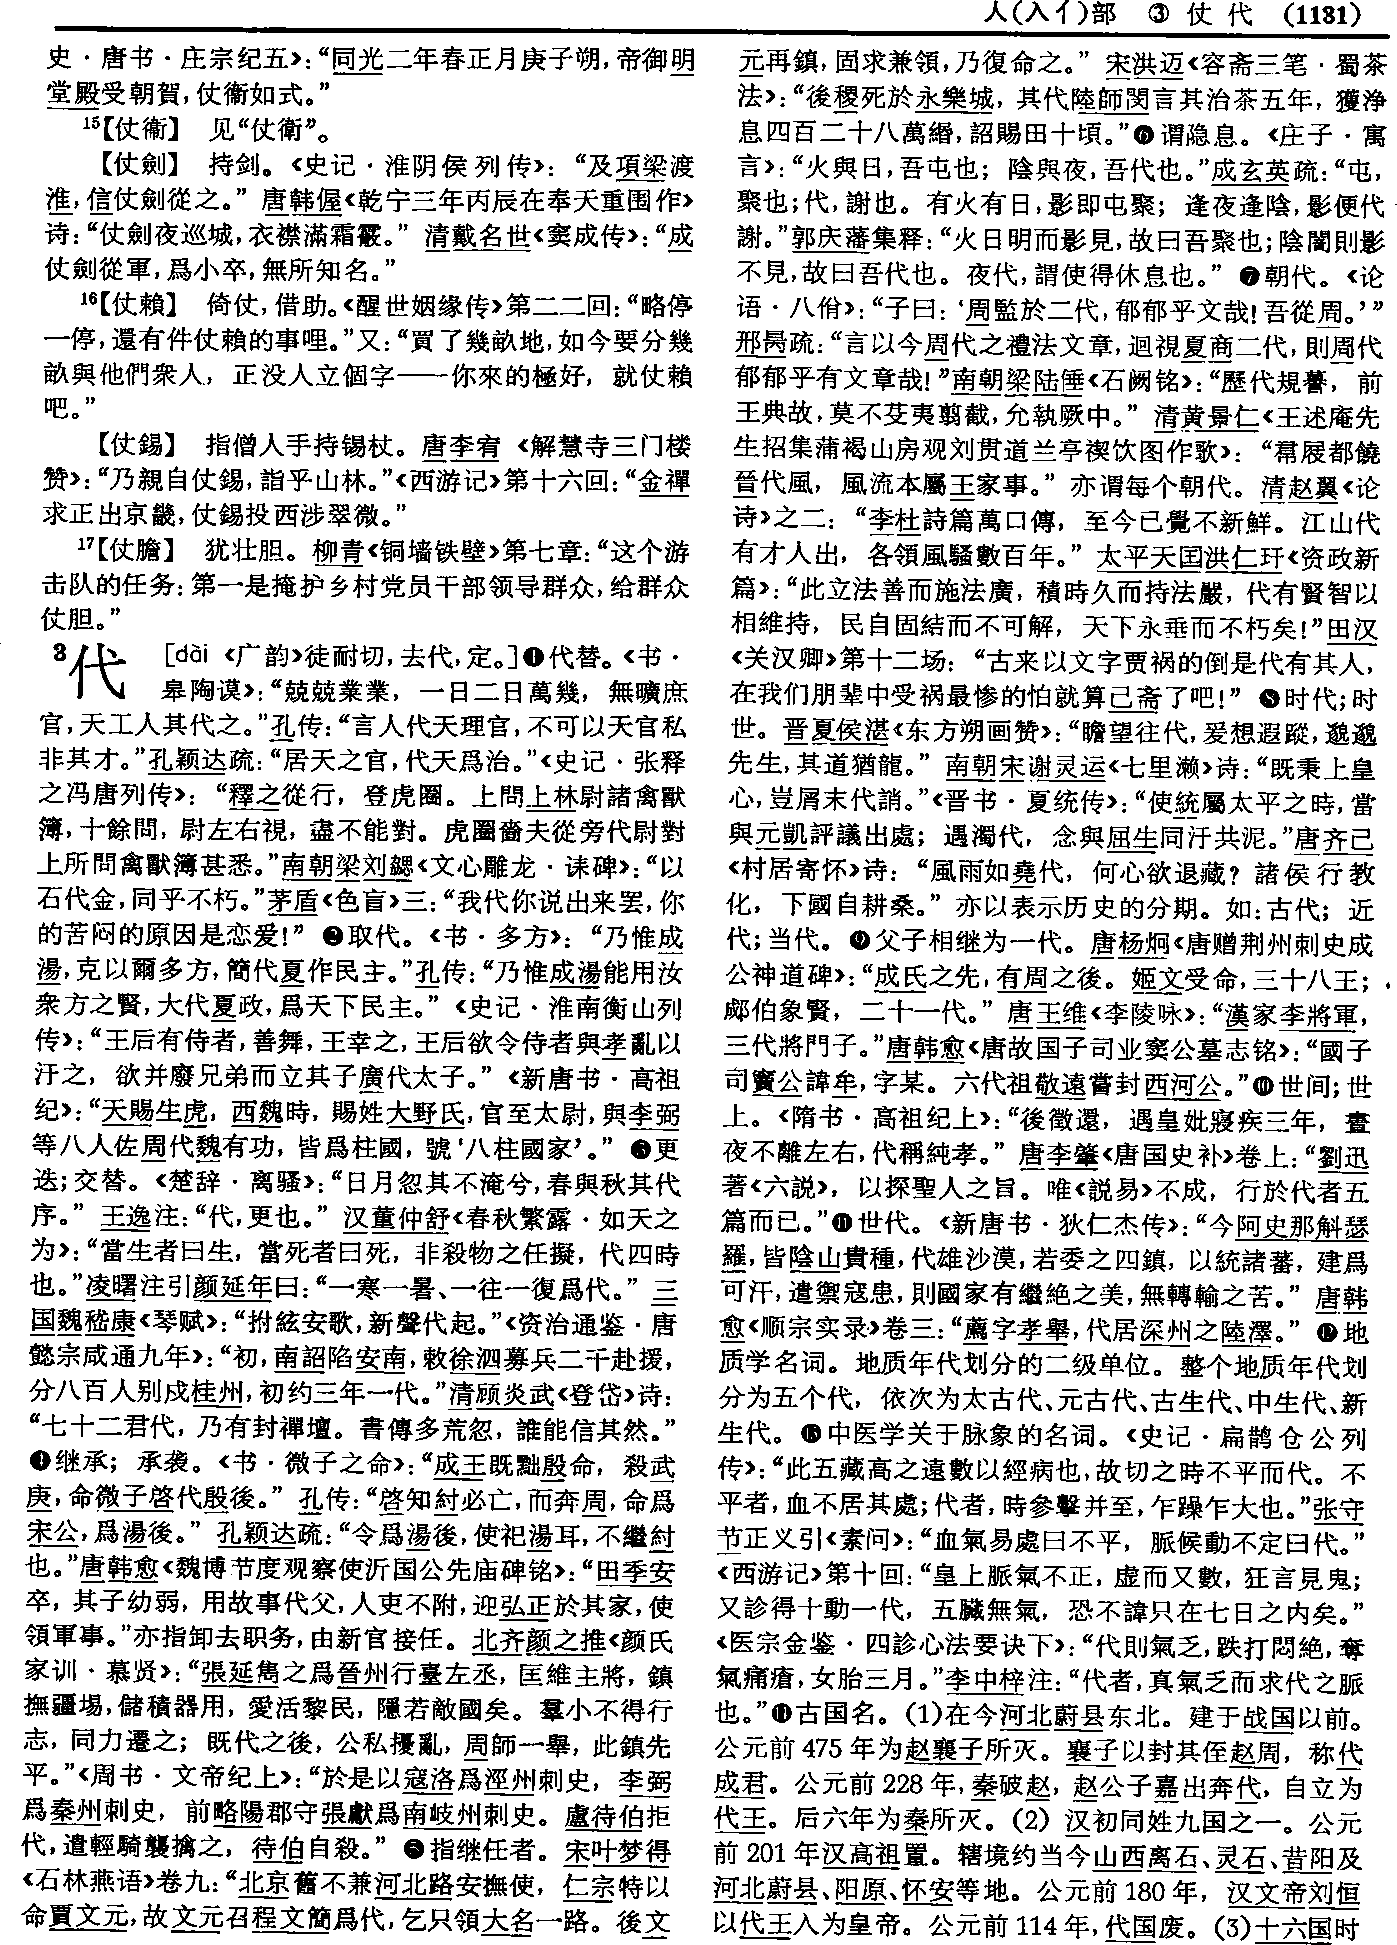 人(入亻)部 ③ 仗代 (1131)
史·唐书·庄宗纪五》：“同光二年春正月庚子朔，帝御明
堂殿受朝賀，仗衞如式。”
15【仗衞】 见“仗衛”。
【仗劍】 持剑。《史记·淮阴侯列传》：“及項梁渡
淮，信仗劍從之。”唐韩偓《乾宁三年丙辰在奉天重围作》
诗：“仗劍夜巡城，衣襟滿霜霰。”清戴名世《窦成传》：“成
仗劍從軍，爲小卒，無所知名。”
16【仗賴】 倚仗，借助。《醒世姻缘传》第二二回：“略停
一停，還有件仗賴的事哩。”又：“買了幾畝地，如今要分幾
畝與他們衆人，正没人立個字——你來的極好，就仗賴
吧。”
【仗錫】 指僧人手持锡杖。唐李宥《解慧寺三门楼
赞》：“乃親自仗錫，詣乎山林。”《西游记》第十六回：“金禪
求正出京畿，仗錫投西涉翠微。”
17【仗膽】 犹壮胆。柳青《铜墙铁壁》第七章：“这个游
击队的任务：第一是掩护乡村党员干部领导群众，给群众
仗胆。”
3代 [dài 《广韵》徒耐切，去代，定。]❶代替。《书·
皋陶谟》：“兢兢業業，一日二日萬幾，無曠庶
官，天工人其代之。”孔传：“言人代天理官，不可以天官私
非其才。”孔颖达疏：“居天之官，代天爲治。”《史记·张释
之冯唐列传》：“釋之從行，登虎圈。上問上林尉諸禽獸
簿，十餘問，尉左右視，盡不能對。虎圈嗇夫從旁代尉對
上所問禽獸簿甚悉。”南朝梁刘勰《文心雕龙·诔碑》：“以
石代金，同乎不朽。”茅盾《色盲》三：“我代你说出来罢，你
的苦闷的原因是恋爱！” ❷取代。《书·多方》：“乃惟成
湯，克以爾多方，簡代夏作民主。”孔传：“乃惟成湯能用汝
衆方之賢，大代夏政，爲天下民主。”《史记·淮南衡山列
传》：“王后有侍者，善舞，王幸之，王后欲令侍者與孝亂以
汙之，欲并廢兄弟而立其子廣代太子。”《新唐书·高祖
纪》：“天賜生虎，西魏時，賜姓大野氏，官至太尉，與李弼
等八人佐周代魏有功，皆爲柱國，號‘八柱國家’。” ❸更
迭；交替。《楚辞·离骚》：“日月忽其不淹兮，春與秋其代
序。”王逸注：“代，更也。”汉董仲舒《春秋繁露·如天之
为》：“當生者曰生，當死者曰死，非殺物之任擬，代四時
也。”凌曙注引颜延年曰：“一寒一暑、一往一復爲代。”三
国魏嵇康《琴赋》：“拊絃安歌，新聲代起。”《资治通鉴·唐
懿宗咸通九年》：“初，南詔陷安南，敕徐泗募兵二千赴援，
分八百人别戍桂州，初约三年一代。”清顾炎武《登岱》诗：
“七十二君代，乃有封禪壇。書傳多荒忽，誰能信其然。”
❹继承；承袭。《书·微子之命》：“成王既黜殷命，殺武
庚，命微子啓代殷後。”孔传：“啓知紂必亡，而奔周，命爲
宋公，爲湯後。”孔颖达疏：“令爲湯後，使祀湯耳，不繼紂
也。”唐韩愈《魏博节度观察使沂国公先庙碑铭》：“田季安
卒，其子幼弱，用故事代父，人吏不附，迎弘正於其家，使
領軍事。”亦指卸去职务，由新官接任。北齐颜之推《颜氏
家训·慕贤》：“張延雋之爲晉州行臺左丞，匡維主將，鎮
撫疆埸，儲積器用，愛活黎民，隱若敵國矣。羣小不得行
志，同力遷之；既代之後，公私擾亂，周師一舉，此鎮先
平。”《周书·文帝纪上》：“於是以寇洛爲涇州刺史，李弼
爲秦州刺史，前略陽郡守張獻爲南岐州刺史。盧待伯拒
代，遣輕騎襲擒之，待伯自殺。” ❺指继任者。宋叶梦得
《石林燕语》卷九：“北京舊不兼河北路安撫使，仁宗特以
命賈文元，故文元召程文簡爲代，乞只領大名一路。後文
元再鎮，固求兼領，乃復命之。”宋洪迈《容斋三笔·蜀茶
法》：“後稷死於永樂城，其代陸師閔言其治茶五年，獲浄
息四百二十八萬緡，詔賜田十頃。”❻谓隐息。《庄子·寓
言》：“火與日，吾屯也；陰與夜，吾代也。”成玄英疏：“屯，
聚也；代，謝也。有火有日，影即屯聚；逢夜逢陰，影便代
謝。”郭庆藩集释：“火日明而影見，故曰吾聚也；陰闇則影
不見，故曰吾代也。夜代，謂使得休息也。” ❼朝代。《论
语·八佾》：“子曰：‘周監於二代，郁郁乎文哉！吾從周。’”
邢昺疏：“言以今周代之禮法文章，迴視夏商二代，則周代
郁郁乎有文章哉！”南朝梁陆倕《石阙铭》：“歷代規謩，前
王典故，莫不芟夷翦截，允執厥中。”清黄景仁《王述庵先
生招集蒲褐山房观刘贯道兰亭禊饮图作歌》：“羣屐都饒
晉代風，風流本屬王家事。”亦谓每个朝代。清赵翼《论
诗》之二：“李杜詩篇萬口傳，至今已覺不新鮮。江山代
有才人出，各領風騷數百年。”太平天囯洪仁玕《资政新
篇》：“此立法善而施法廣，積時久而持法嚴，代有賢智以
相維持，民自固結而不可解，天下永垂而不朽矣！”田汉
《关汉卿》第十二场：“古来以文字贾祸的倒是代有其人，
在我们朋辈中受祸最惨的怕就算己斋了吧！” ❽时代；时
世。晋夏侯湛《东方朔画赞》：“瞻望往代，爰想遐蹤，邈邈
先生，其道猶龍。”南朝宋谢灵运《七里濑》诗：“既秉上皇
心，豈屑末代誚。”《晋书·夏统传》：“使統屬太平之時，當
與元凱評議出處；遇濁代，念與屈生同汙共泥。”唐齐己
《村居寄怀》诗：“風雨如堯代，何心欲退藏？諸侯行教
化，下國自耕桑。”亦以表示历史的分期。如：古代；近
代；当代。❾父子相继为一代。唐杨炯《唐赠荆州刺史成
公神道碑》：“成氏之先，有周之後。姬文受命，三十八王；
郕伯象賢，二十一代。”唐王维《李陵咏》：“漢家李將軍，
三代將門子。”唐韩愈《唐故国子司业窦公墓志铭》：“國子
司竇公諱牟，字某。六代祖敬遠嘗封西河公。”❿世间；世
上。《隋书·高祖纪上》：“後徵還，遇皇妣寢疾三年，晝
夜不離左右，代稱純孝。”唐李肇《唐国史补》卷上：“劉迅
著《六説》，以探聖人之旨。唯《説易》不成，行於代者五
篇而已。”⓫世代。《新唐书·狄仁杰传》：“今阿史那斛瑟
羅，皆陰山貴種，代雄沙漠，若委之四鎮，以統諸蕃，建爲
可汗，遣禦寇患，則國家有繼絶之美，無轉輸之苦。”唐韩
愈《顺宗实录》卷三：“薦字孝舉，代居深州之陸澤。” ⓬地
质学名词。地质年代划分的二级单位。整个地质年代划
分为五个代，依次为太古代、元古代、古生代、中生代、新
生代。⓭中医学关于脉象的名词。《史记·扁鹊仓公列
传》：“此五藏高之遠數以經病也，故切之時不平而代。不
平者，血不居其處；代者，時參擊并至，乍躁乍大也。”张守
节正义引《素问》：“血氣易處曰不平，脈候動不定曰代。”
《西游记》第十回：“皇上脈氣不正，虚而又數，狂言見鬼；
又診得十動一代，五臟無氣，恐不諱只在七日之内矣。”
《医宗金鉴·四診心法要诀下》：“代則氣乏，跌打悶絶，奪
氣痛瘡，女胎三月。”李中梓注：“代者，真氣乏而求代之脈
也。”⓮古国名。(1)在今河北蔚县东北。建于战国以前。
公元前475年为赵襄子所灭。襄子以封其侄赵周，称代
成君。公元前228年，秦破赵，赵公子嘉出奔代，自立为
代王。后六年为秦所灭。(2)汉初同姓九国之一。公元
前201年汉高祖置。辖境约当今山西离石、灵石、昔阳及
河北蔚县、阳原、怀安等地。公元前180年，汉文帝刘恒
以代王入为皇帝。公元前114年，代国废。(3)十六国时